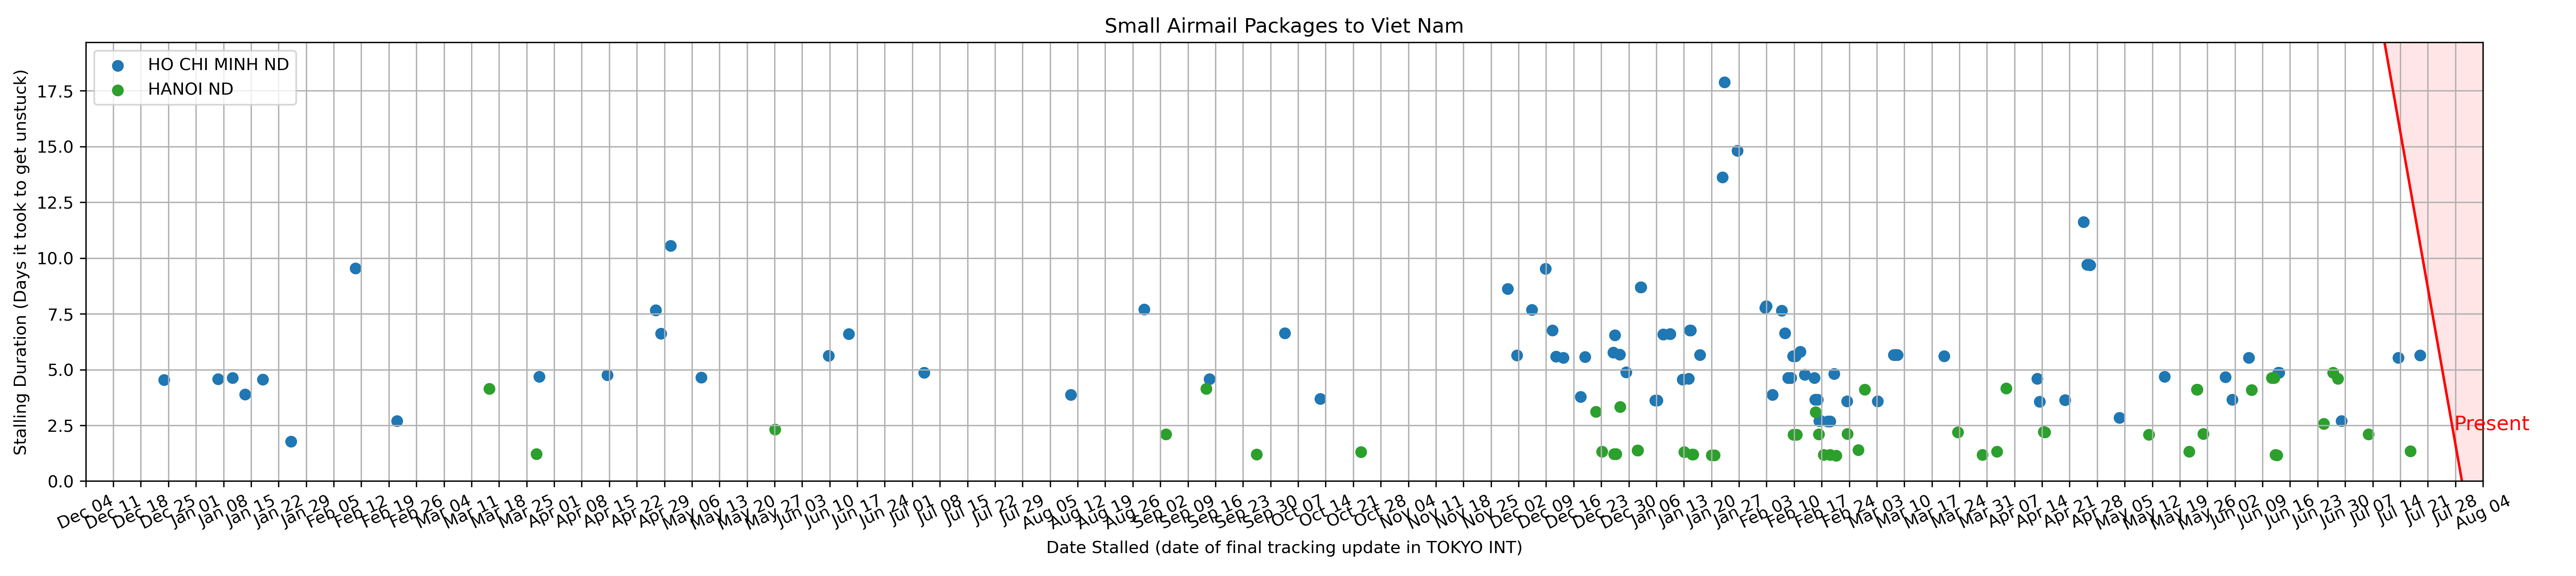 Small Airmail Packages to Viet Nam
HO CHI MINH ND
HANOI ND
Stalling Duration (Days it took to get unstuck)
17.5
15.0
12.5
10.0
7.5
5.0
2.5
0.0
Present
Dec 04
Dec 11
Dec 18
Dec 25
Jan 01
Jan 08
Jan 15
Jan 22
Jan 29
Feb 05
Feb 12
Feb 19
Feb 26
Mar 04
Mar 11
Mar 18
Mar 25
Apr 01
Apr 08
Apr 15
Apr 22
Apr 29
May 06
May 13
May 20
May 27
Jun 03
Jun 10
Jun 17
Jun 24
Jul 01
Jul 08
Jul 15
Jul 22
Jul 29
Aug 05
Aug 12
Aug 19
Aug 26
Sep 02
Sep 09
Sep 16
Sep 23
Sep 30
Oct 07
Oct 14
Oct 21
Oct 28
Nov 04
Nov 11
Nov 18
Nov 25
Dec 02
Dec 09
Dec 16
Dec 23
Dec 30
Jan 06
Jan 13
Jan 20
Jan 27
Feb 03
Feb 10
Feb 17
Feb 24
Mar 03
Mar 10
Mar 17
Mar 24
Mar 31
Apr 07
Apr 14
Apr 21
Apr 28
May 05
May 12
May 19
May 26
Jun 02
Jun 09
Jun 16
Jun 23
Jun 30
Jul 07
Jul 14
Jul 21
Jul 28
Aug 04
Date Stalled (date of final tracking update in TOKYO INT)